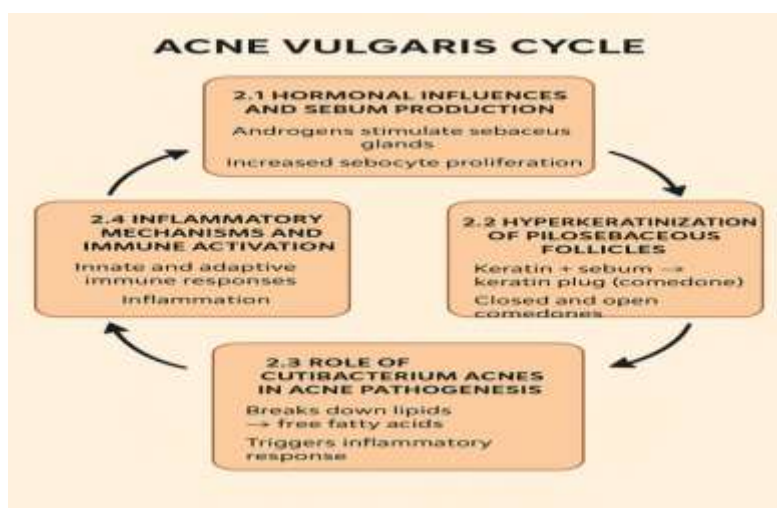 ACNE VULGARIS CYCLE
2.1 HORMONAL INFLUENCES
AND SEBUM PRODUCTION
Androgens stimulate sebaceus
glands
Increased sebocyte proliferation
2.2 HYPERKERATINIZATION
OF PILOSEBACEOUS
FOLLICLES
Keratin + sebum →
keratin plug (comedone)
Closed and open
comedones
2.3 ROLE OF
CUTIBACTERIUM ACNES
IN ACNE PATHOGENESIS
Breaks down lipids
→ free fatty acids
Triggers inflammatory
response
2.4 INFLAMMATORY
MECHANISMS AND
IMMUNE ACTIVATION
Innate and adaptive
immune responses
Inflammation